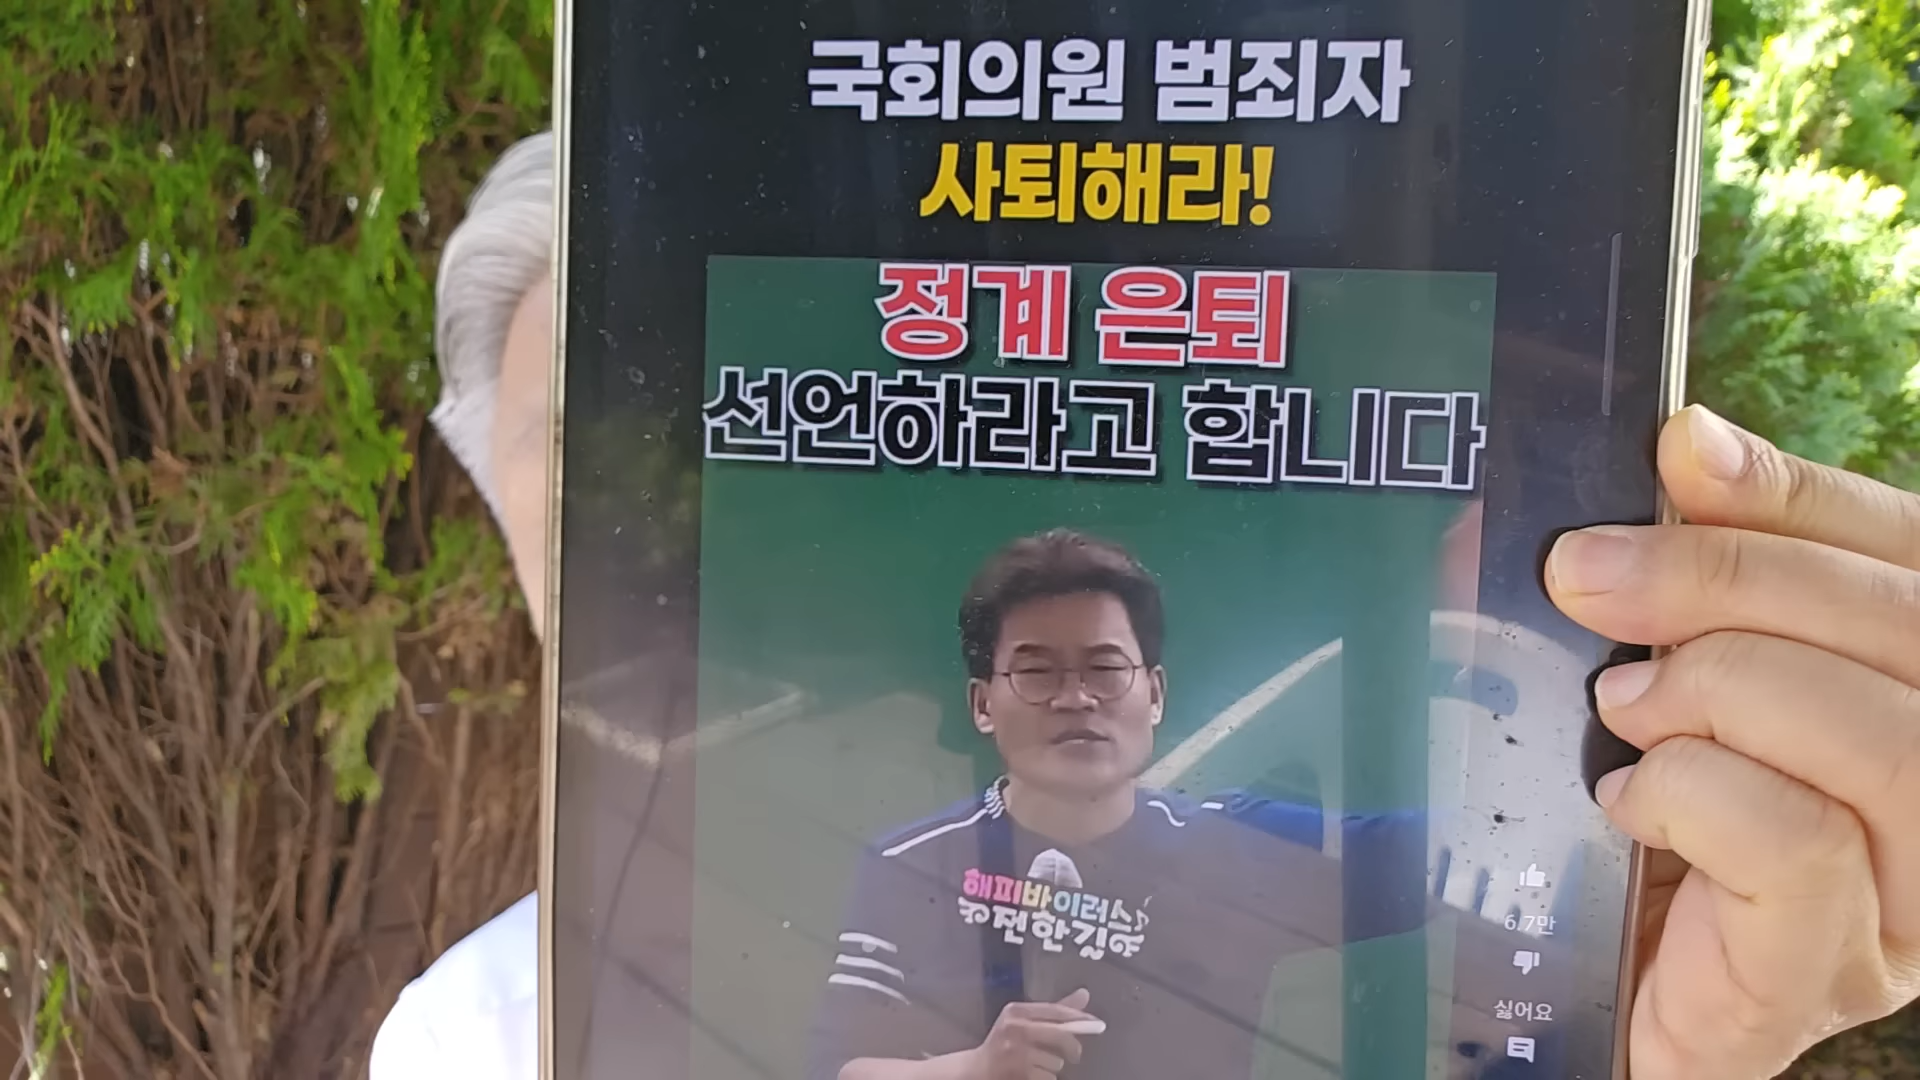 국회의원 범죄자
사퇴해라!
정계 은퇴
선언하라고 합니다
해피바이러스
전한길
6.7만
싫어요